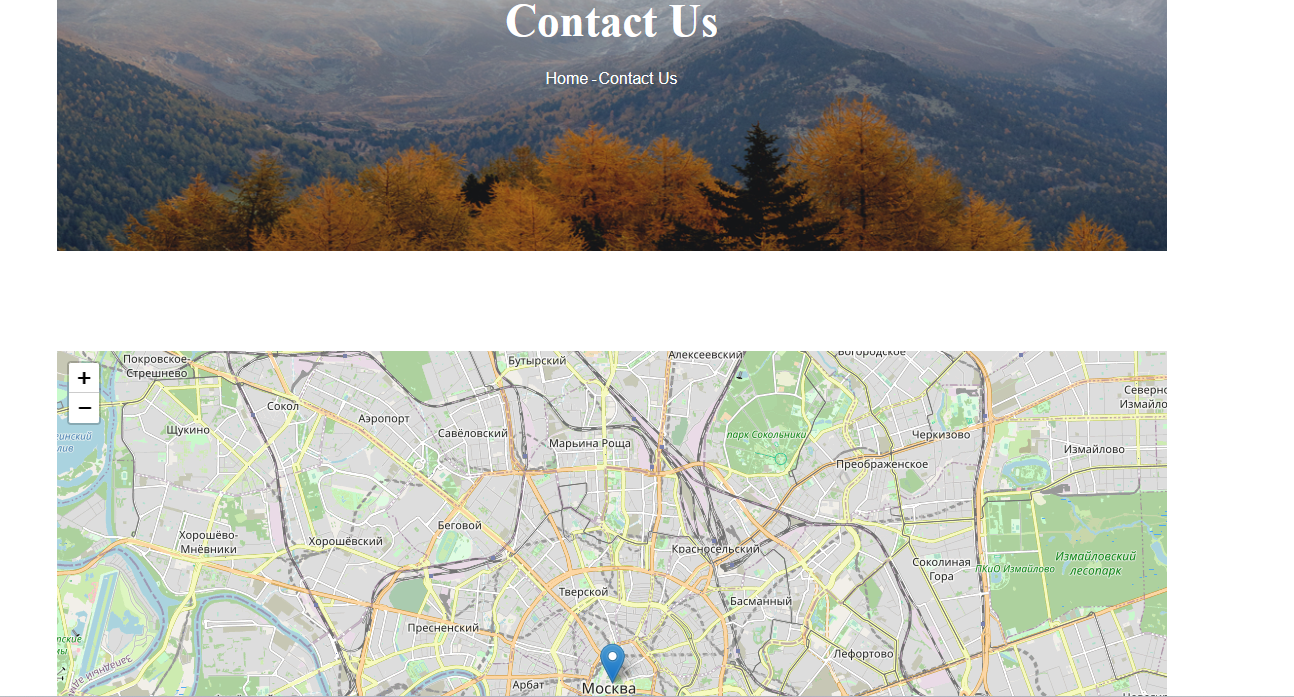 Contact Us
Home - Contact Us
Покровское-
Стрешнево
Бутырский
Алексеевский
Богородское
+
−
Сокол
Аэропорт
Щукино
Савёловский
Марьина Роща
парк Сокольники
Черкизово
Измайлово
Преображенское
Беговой
Хорошёво-
Мнёвники
Хорошёвский
Красносельский
Соколиная
Гора
ПКиО Измайлово
Измайловский
лесопарк
Тверской
Басманный
Пресненский
Лефортово
Арбат
Москва